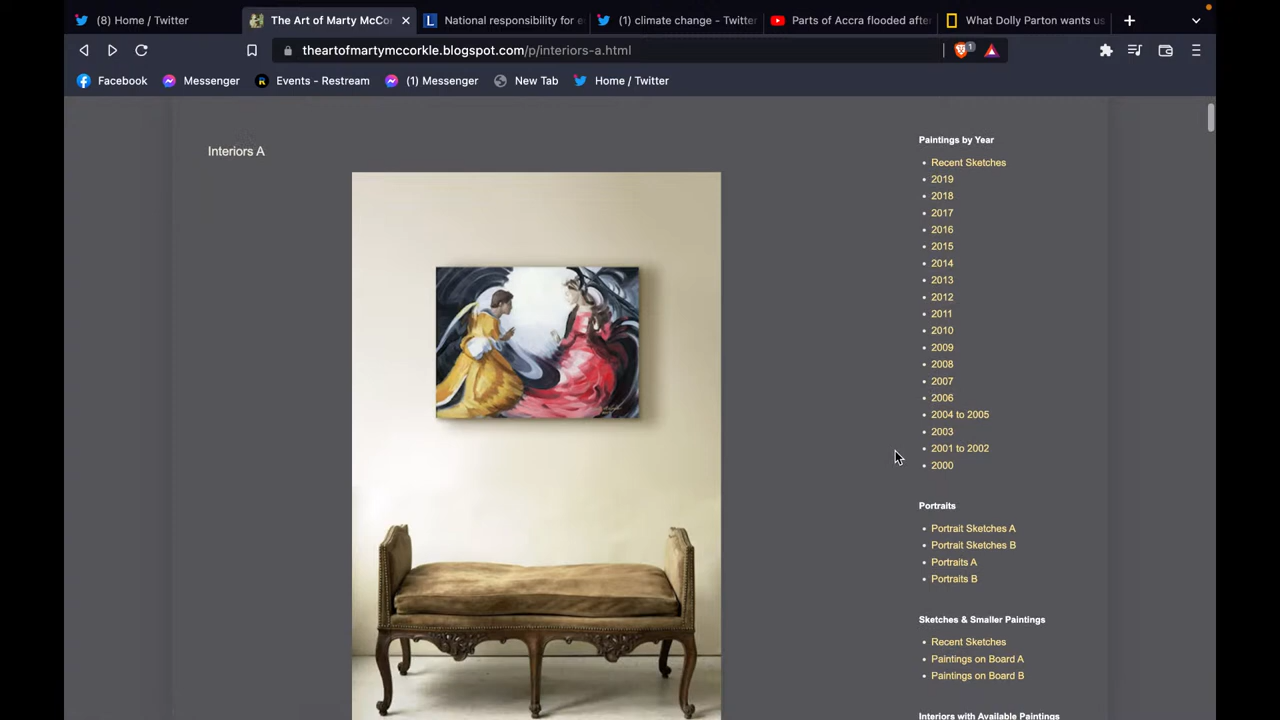 (8) Home / Twitter
The Art of Marty McCo
National responsibility for e
(1) climate change - Twitter
Parts of Accra flooded after
What Dolly Parton wants us
theartofmartymccorkle.blogspot.com/p/interiors-a.html
1
Facebook
Messenger
Events - Restream
(1) Messenger
New Tab
Home / Twitter
Interiors A
Paintings by Year
Recent Sketches
2019
2018
2017
2016
2015
2014
2013
2012
2011
2010
2009
2008
2007
2006
2004 to 2005
2003
2001 to 2002
2000
Portraits
Portrait Sketches A
Portrait Sketches B
Portraits A
Portraits B
Sketches & Smaller Paintings
Recent Sketches
Paintings on Board A
Paintings on Board B
Interiors with Available Paintings